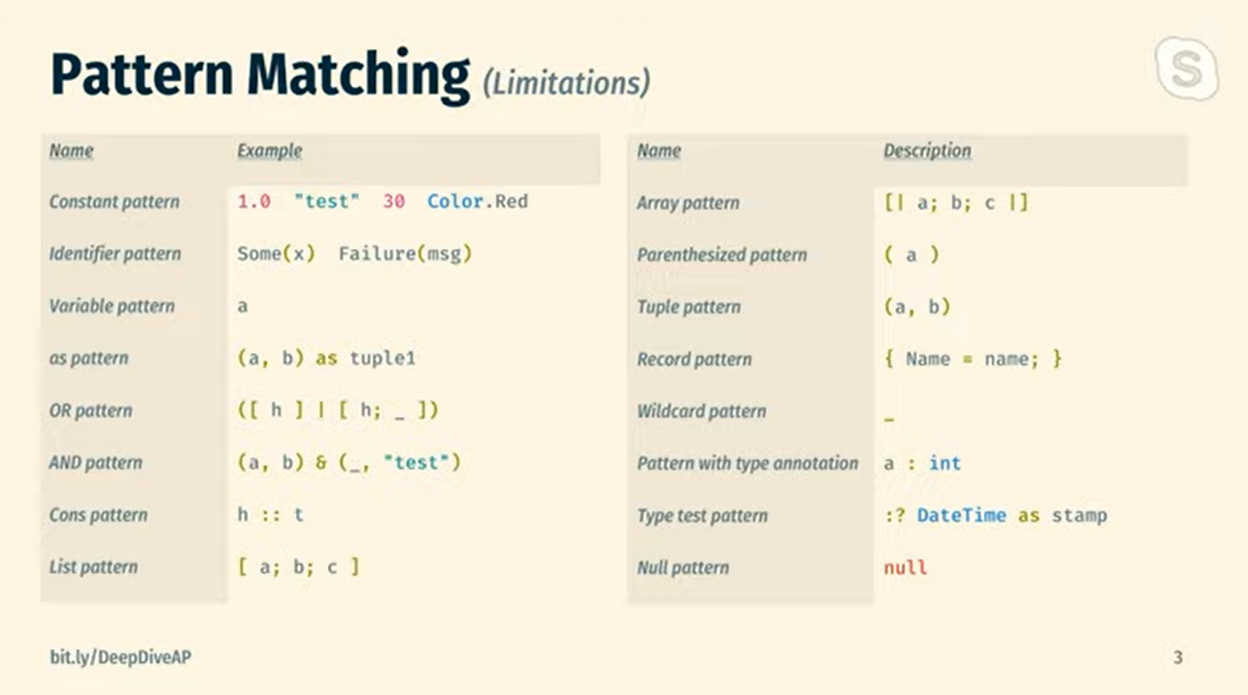 Pattern Matching (Limitations)
S
Name Example
Constant pattern 1.0 "test" 30 Color.Red
Identifier pattern Some(x) Failure(msg)
Variable pattern a
as pattern (a, b) as tuple1
OR pattern ([ h ] | [ h; _ ])
AND pattern (a, b) & (_, "test")
Cons pattern h :: t
List pattern [ a; b; c ]
Name Description
Array pattern [| a; b; c |]
Parenthesized pattern ( a )
Tuple pattern (a, b)
Record pattern { Name = name; }
Wildcard pattern _
Pattern with type annotation a : int
Type test pattern :? DateTime as stamp
Null pattern null
bit.ly/DeepDiveAP
3